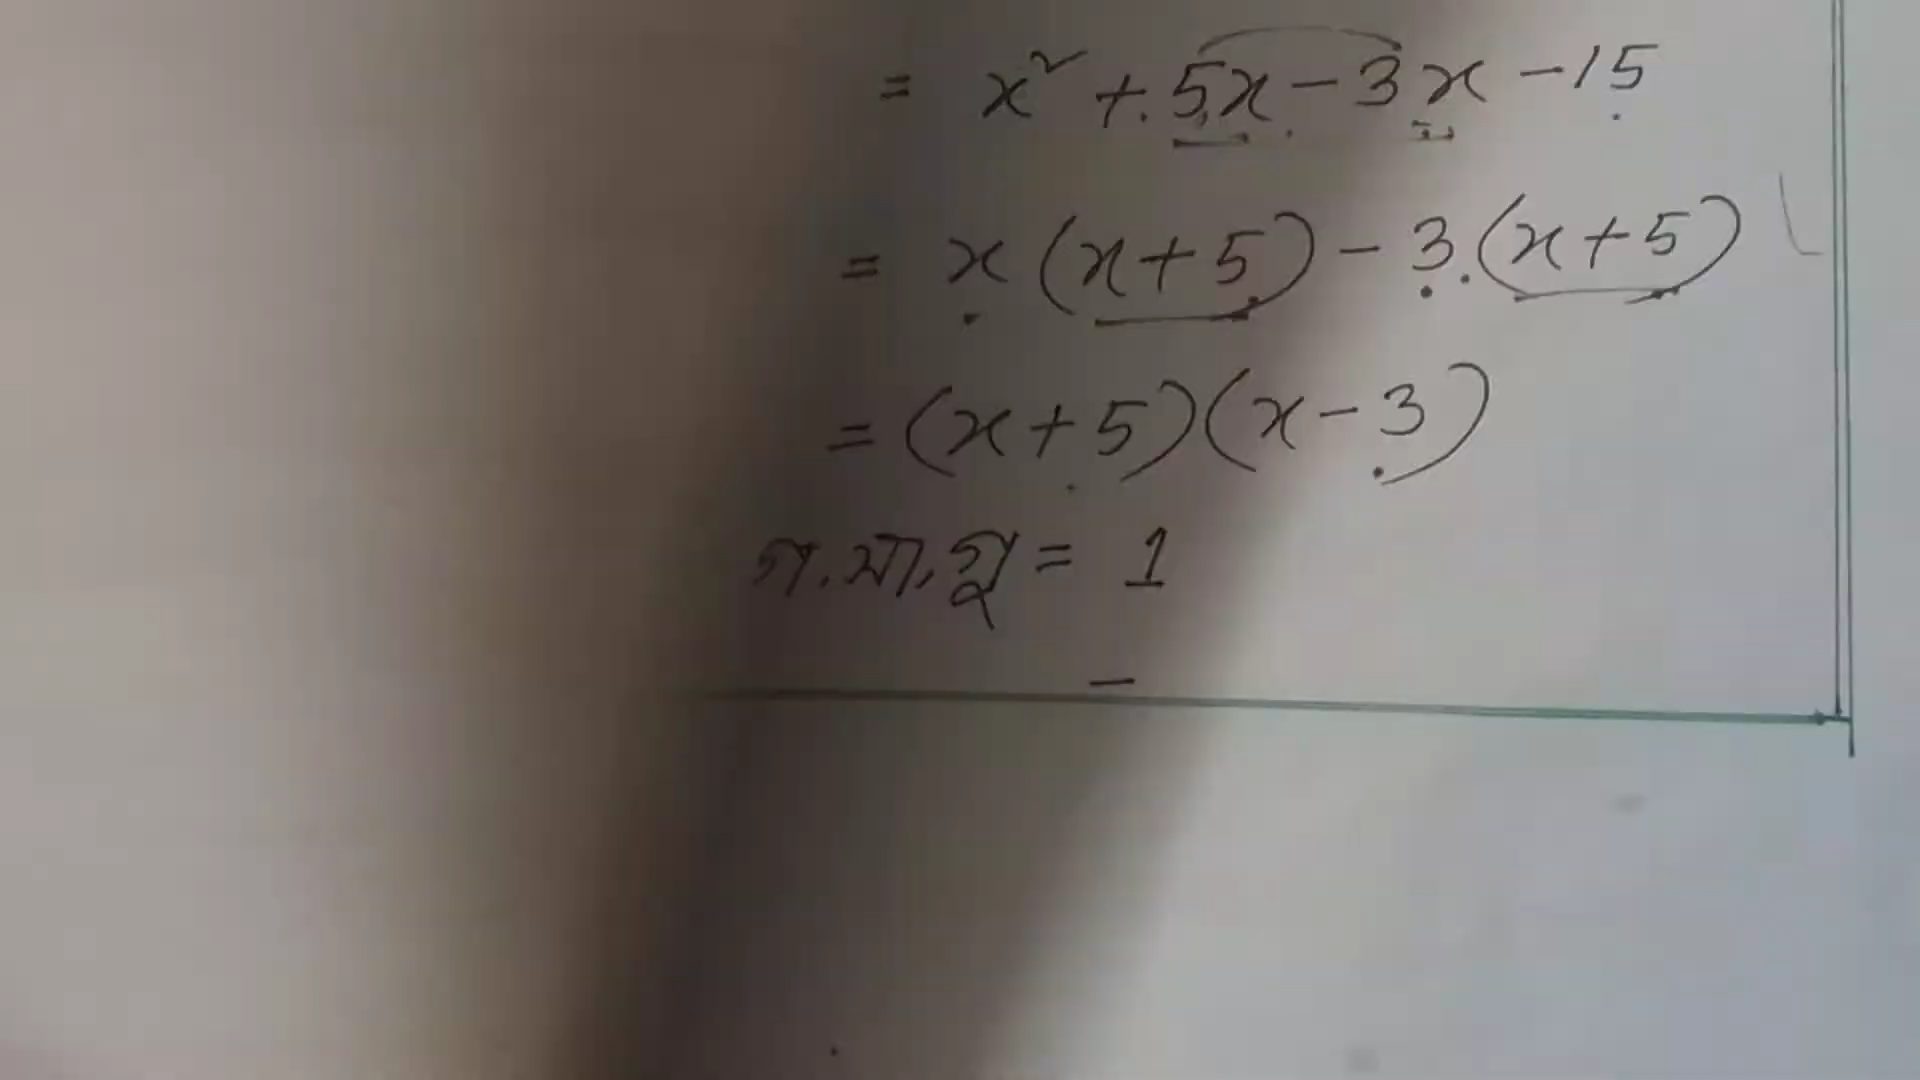 = x² + 5x - 3x - 15
= x (x + 5) - 3 (x + 5)
= (x + 5) (x - 3)
গ.সা.গু = 1